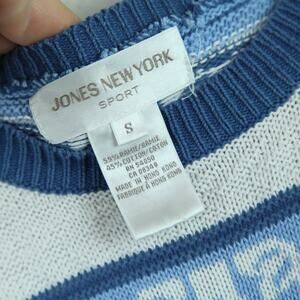 JONES NEW YORK
SPORT
S
55% RAMIE/RAMIE
45% COTTON/COTON
RN 54050
CA 08348
MADE IN HONG KONG
FABRIQUÉ À HONG KONG